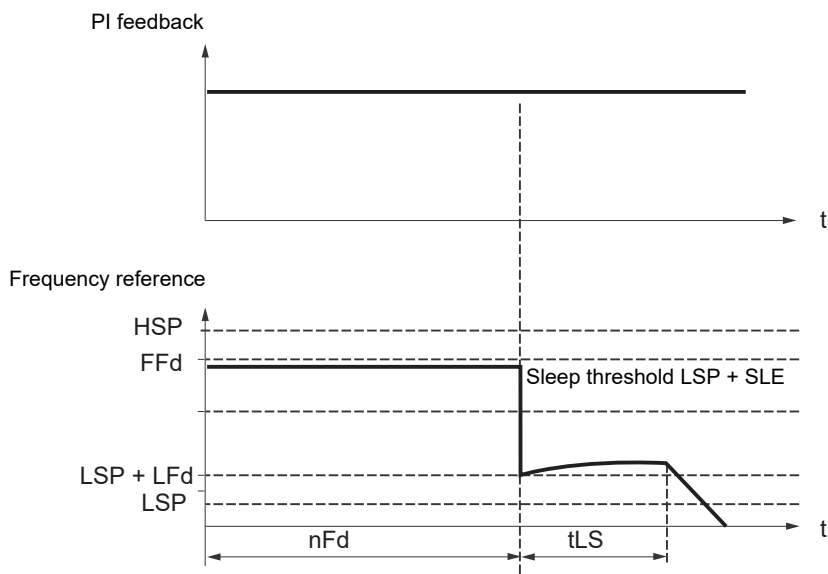 PI feedback
t
Frequency reference
HSP
FFd
Sleep threshold LSP + SLE
LSP + LFd
LSP
t
nFd
tLS